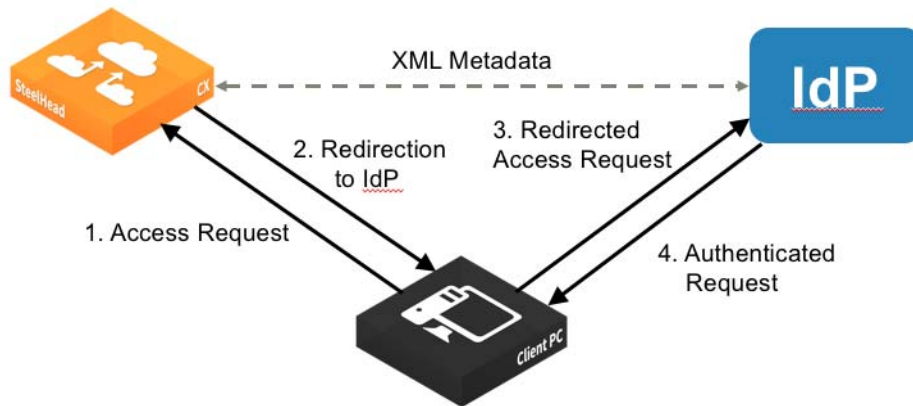 XML Metadata
SteelHead
CX
IdP
2. Redirection
to IdP
3. Redirected
Access Request
1. Access Request
4. Authenticated
Request
Client PC